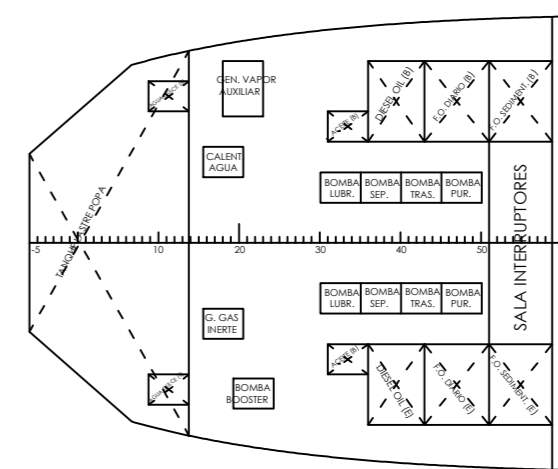 GEN. VAPOR
AUXILIAR
DIESEL OIL (B)
F.O. DIARIO (B)
F.O. SEDIMENT. (B)
ACEITE (B)
CALENT.
AGUA
BOMBA
LUBR.
BOMBA
SEP.
BOMBA
TRAS.
BOMBA
PUR.
TANQUE LASTRE POPA
SALA INTERRUPTORES
-5
10
20
30
40
50
BOMBA
LUBR.
BOMBA
SEP.
BOMBA
TRAS.
BOMBA
PUR.
G. GAS
INERTE
ACEITE (B)
DIESEL OIL (E)
F.O. DIARIO (E)
F.O. SEDIMENT. (E)
BOMBA
BOOSTER